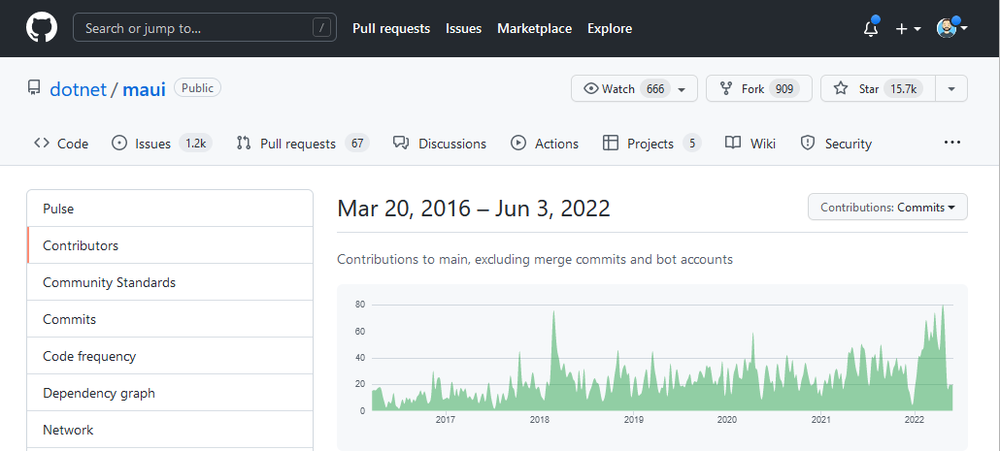 Search or jump to... /
Pull requests Issues Marketplace Explore
dotnet / maui Public
Watch 666
Fork 909
Star 15.7k
Code Issues 1.2k Pull requests 67 Discussions Actions Projects 5 Wiki Security ...
Pulse
Contributors
Community Standards
Commits
Code frequency
Dependency graph
Network
Mar 20, 2016 – Jun 3, 2022
Contributions: Commits
Contributions to main, excluding merge commits and bot accounts
80
60
40
20
0
2017 2018 2019 2020 2021 2022